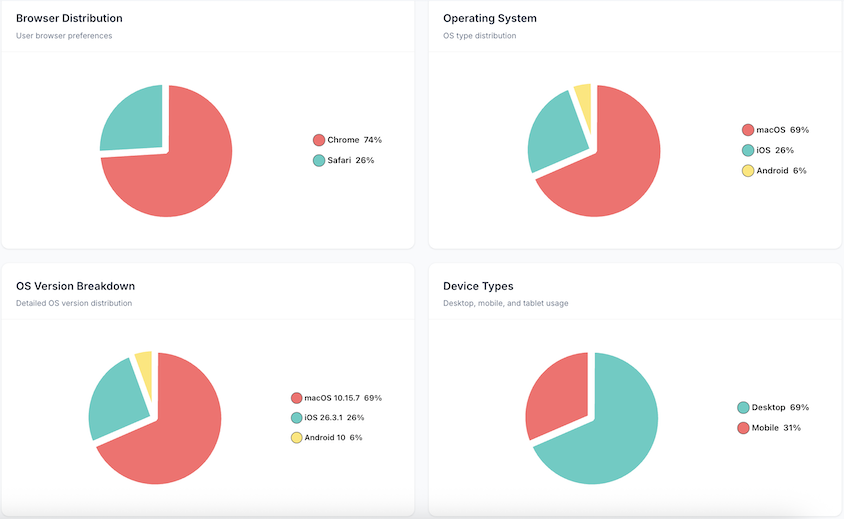 Browser Distribution
User browser preferences
Chrome 74%
Safari 26%
Operating System
OS type distribution
macOS 69%
iOS 26%
Android 6%
OS Version Breakdown
Detailed OS version distribution
macOS 10.15.7 69%
iOS 26.3.1 26%
Android 10 6%
Device Types
Desktop, mobile, and tablet usage
Desktop 69%
Mobile 31%